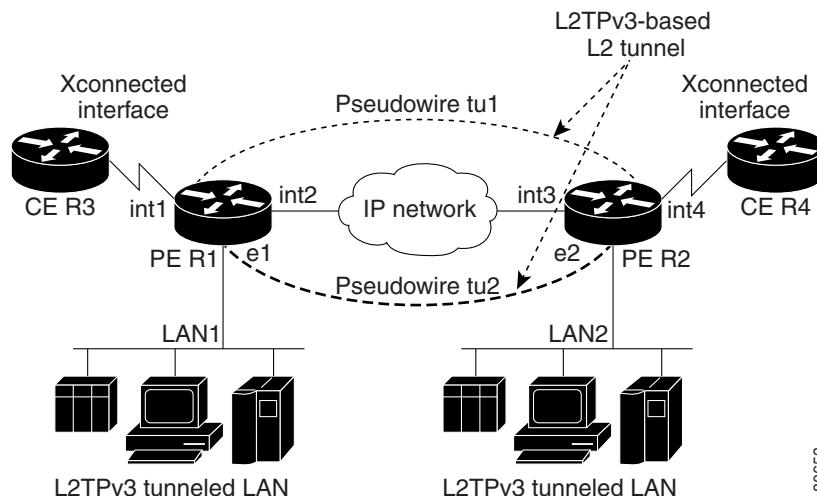 L2TPv3-based
L2 tunnel
Xconnected
interface
Xconnected
interface
Pseudowire tu1
CE R3
int1
int2
IP network
int3
int4
CE R4
PE R1
e1
e2
PE R2
Pseudowire tu2
LAN1
LAN2
L2TPv3 tunneled LAN
L2TPv3 tunneled LAN